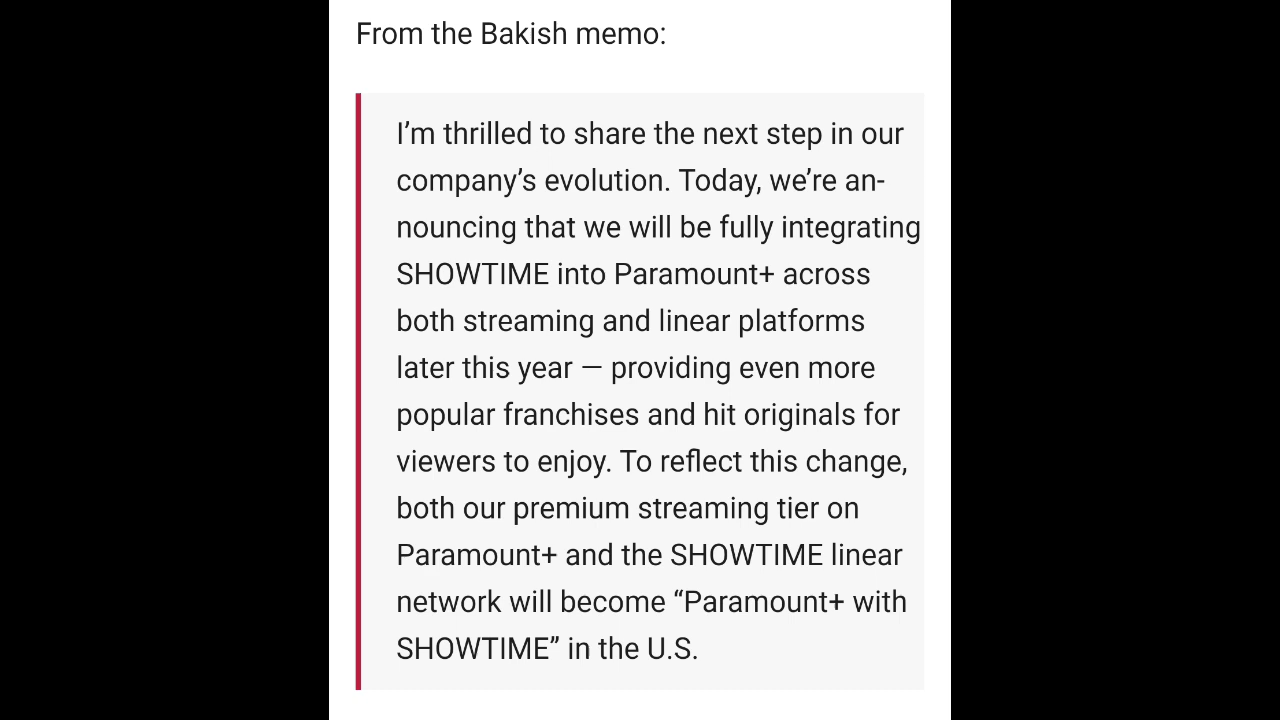 From the Bakish memo:
I’m thrilled to share the next step in our
company’s evolution. Today, we’re an-
nouncing that we will be fully integrating
SHOWTIME into Paramount+ across
both streaming and linear platforms
later this year — providing even more
popular franchises and hit originals for
viewers to enjoy. To reflect this change,
both our premium streaming tier on
Paramount+ and the SHOWTIME linear
network will become “Paramount+ with
SHOWTIME” in the U.S.